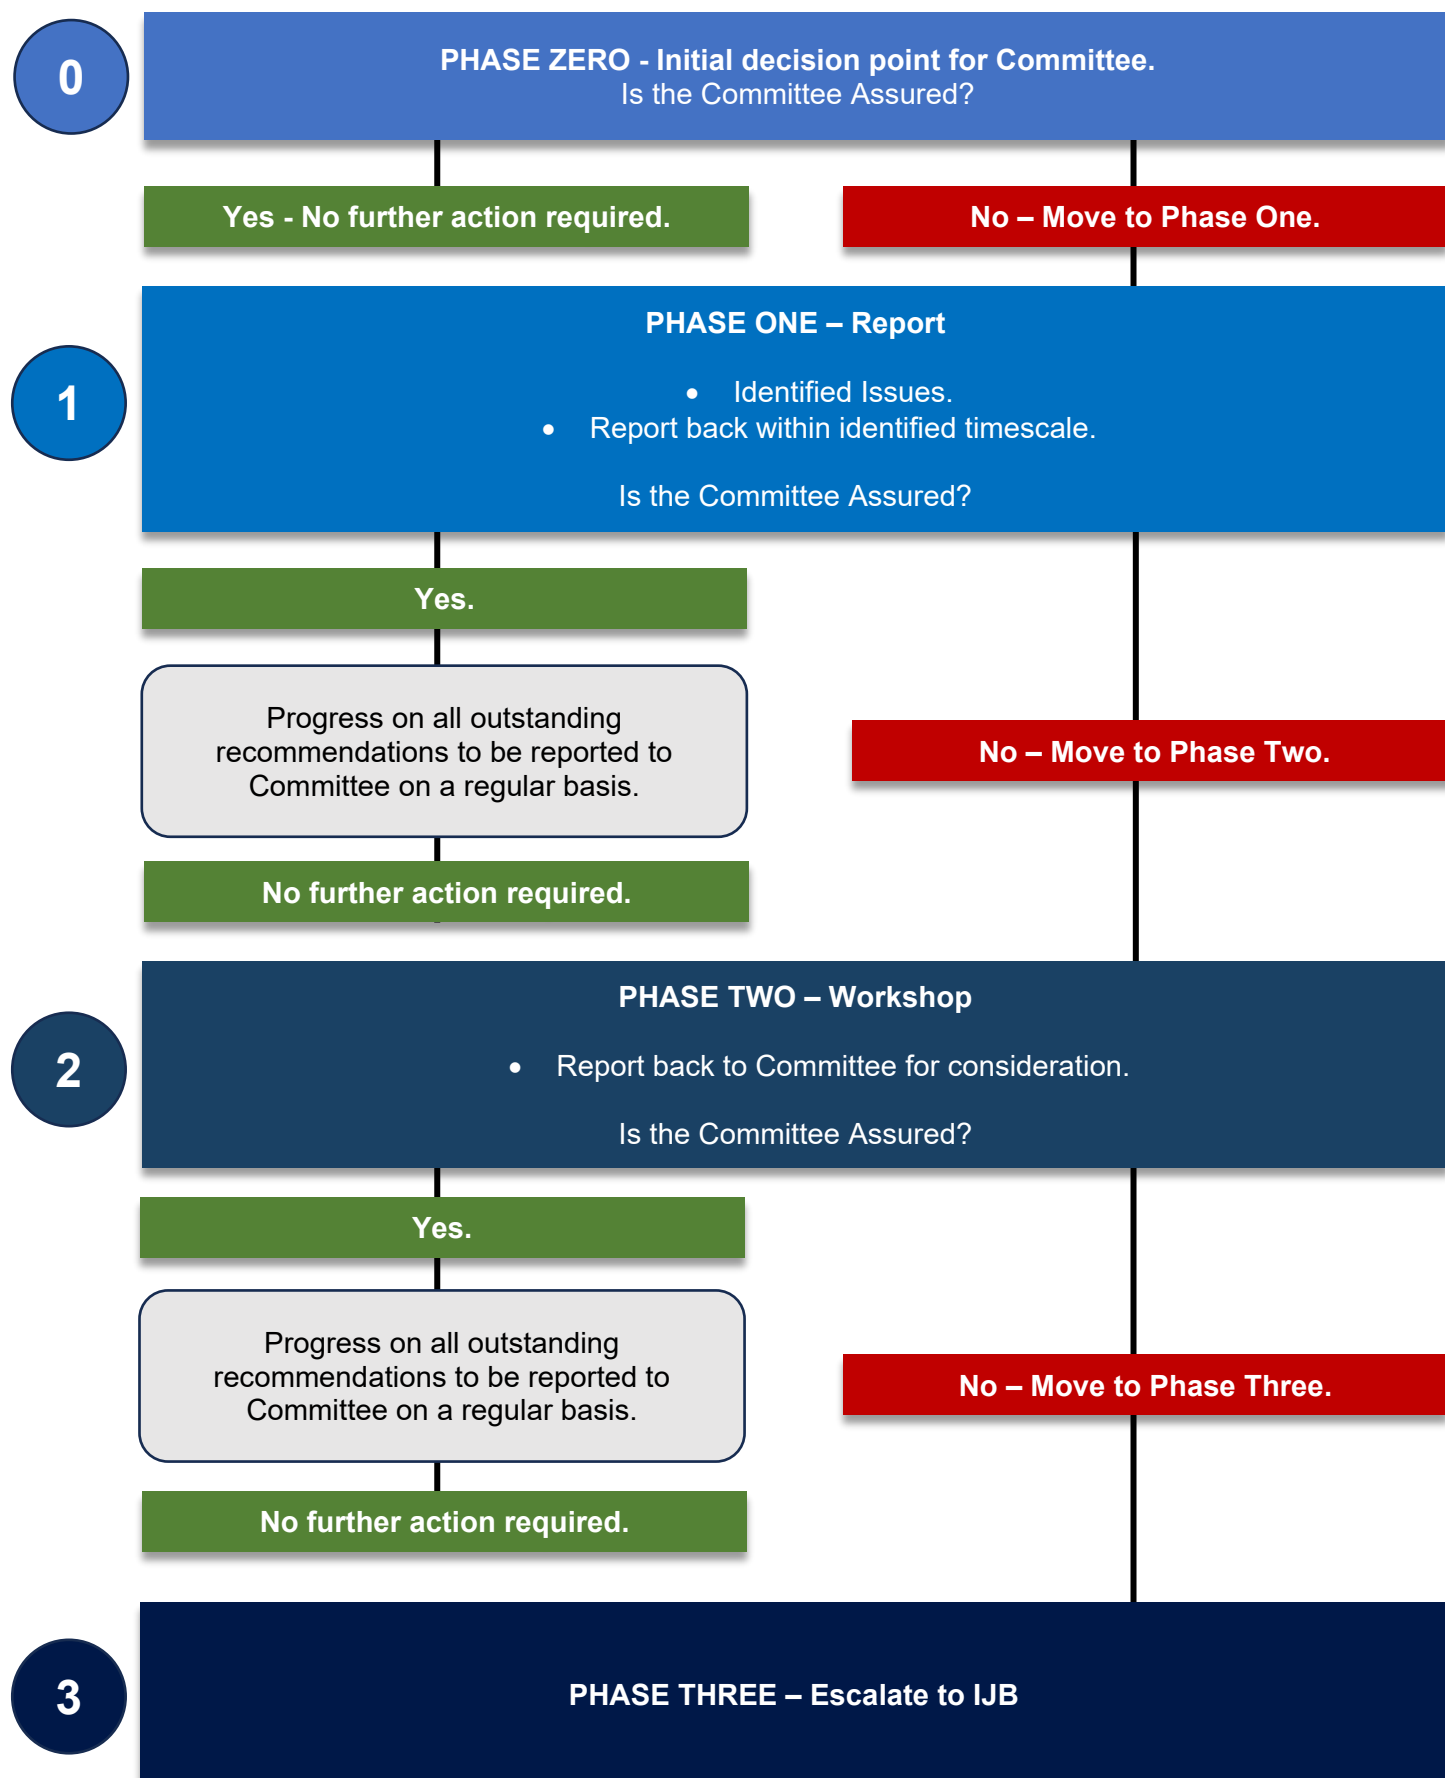 0
PHASE ZERO - Initial decision point for Committee.
Is the Committee Assured?
Yes - No further action required.
No – Move to Phase One.
1
PHASE ONE – Report
• Identified Issues.
• Report back within identified timescale.
Is the Committee Assured?
Yes.
Progress on all outstanding
recommendations to be reported to
Committee on a regular basis.
No – Move to Phase Two.
No further action required.
2
PHASE TWO – Workshop
• Report back to Committee for consideration.
Is the Committee Assured?
Yes.
Progress on all outstanding
recommendations to be reported to
Committee on a regular basis.
No – Move to Phase Three.
No further action required.
3
PHASE THREE – Escalate to IJB